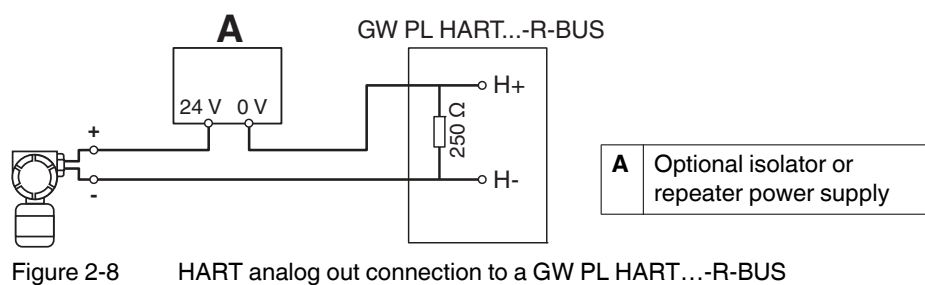 A
GW PL HART...-R-BUS
24 V 0 V
H+
+
250 Ω
H-
-
A Optional isolator or
repeater power supply
Figure 2-8 HART analog out connection to a GW PL HART…-R-BUS